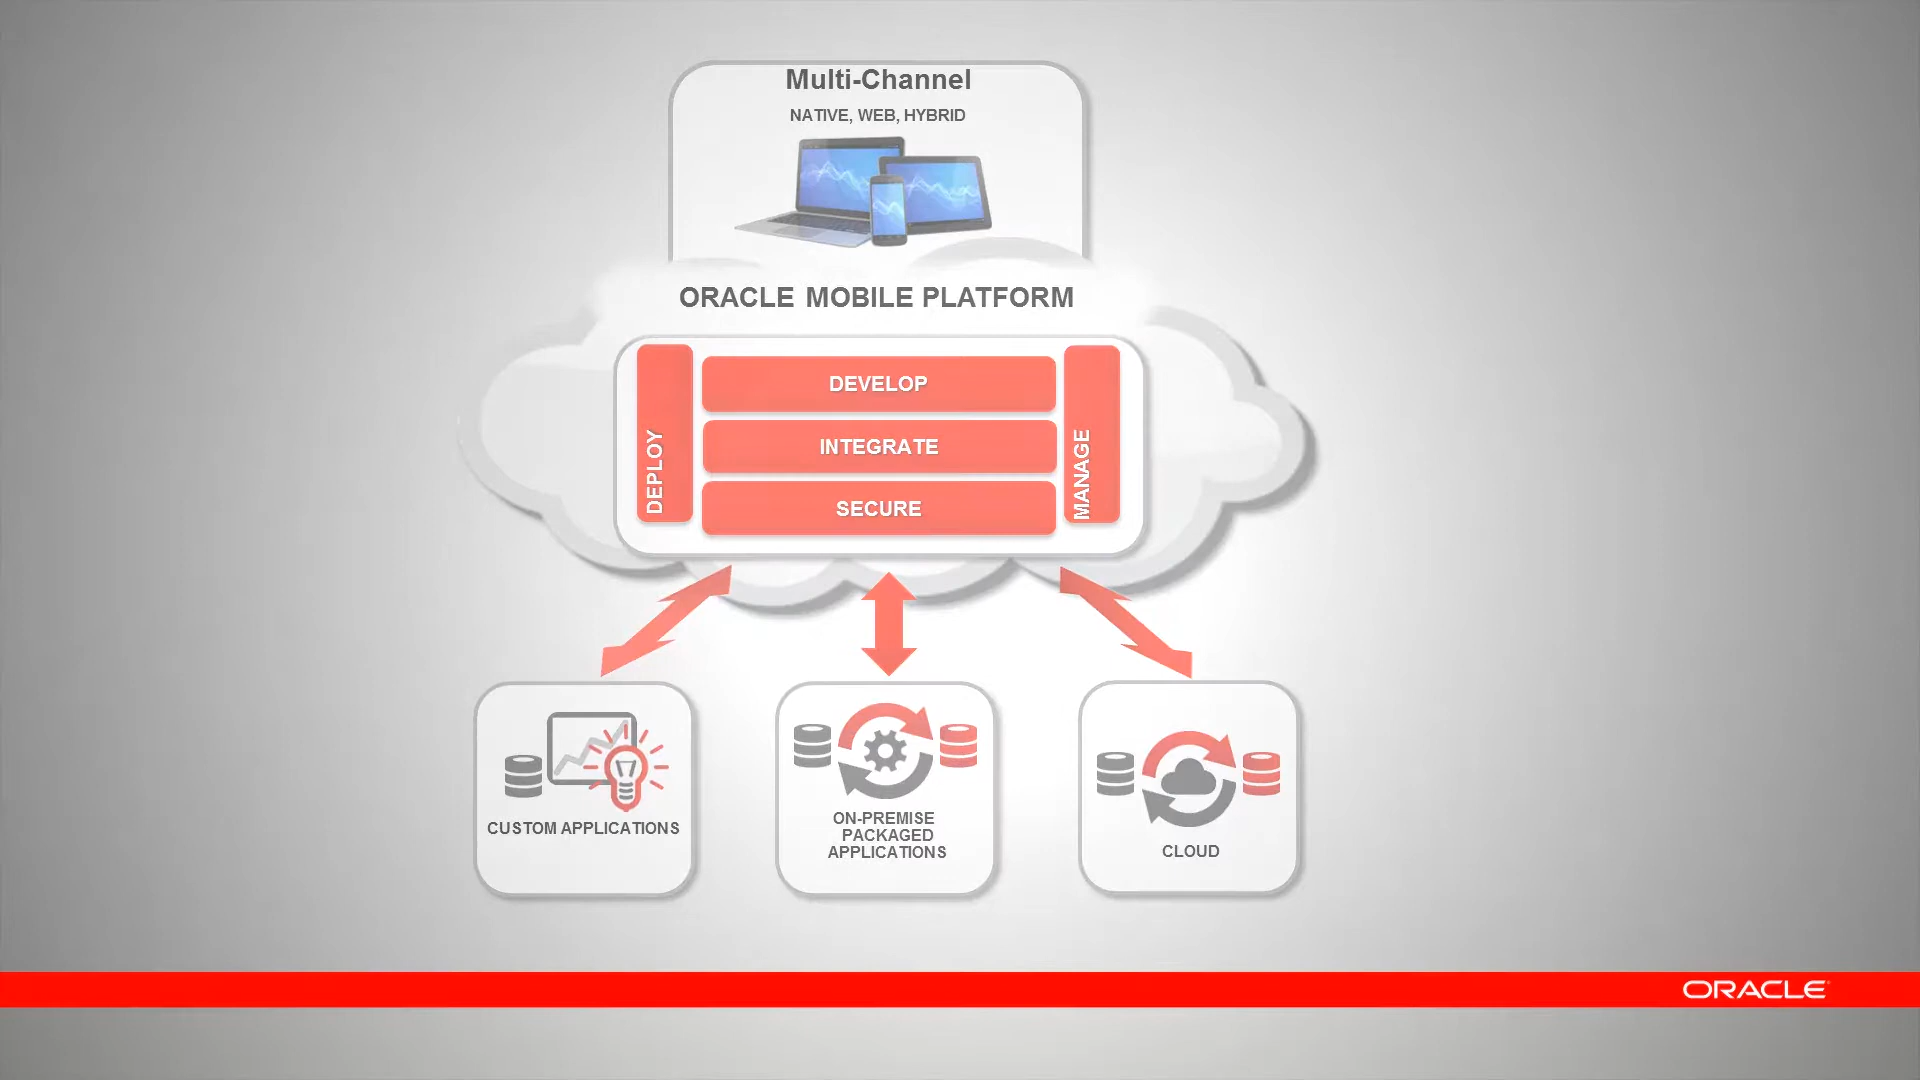 Multi-Channel
NATIVE, WEB, HYBRID
ORACLE MOBILE PLATFORM
DEPLOY
DEVELOP
INTEGRATE
SECURE
MANAGE
CUSTOM APPLICATIONS
ON-PREMISE
PACKAGED
APPLICATIONS
CLOUD
ORACLE